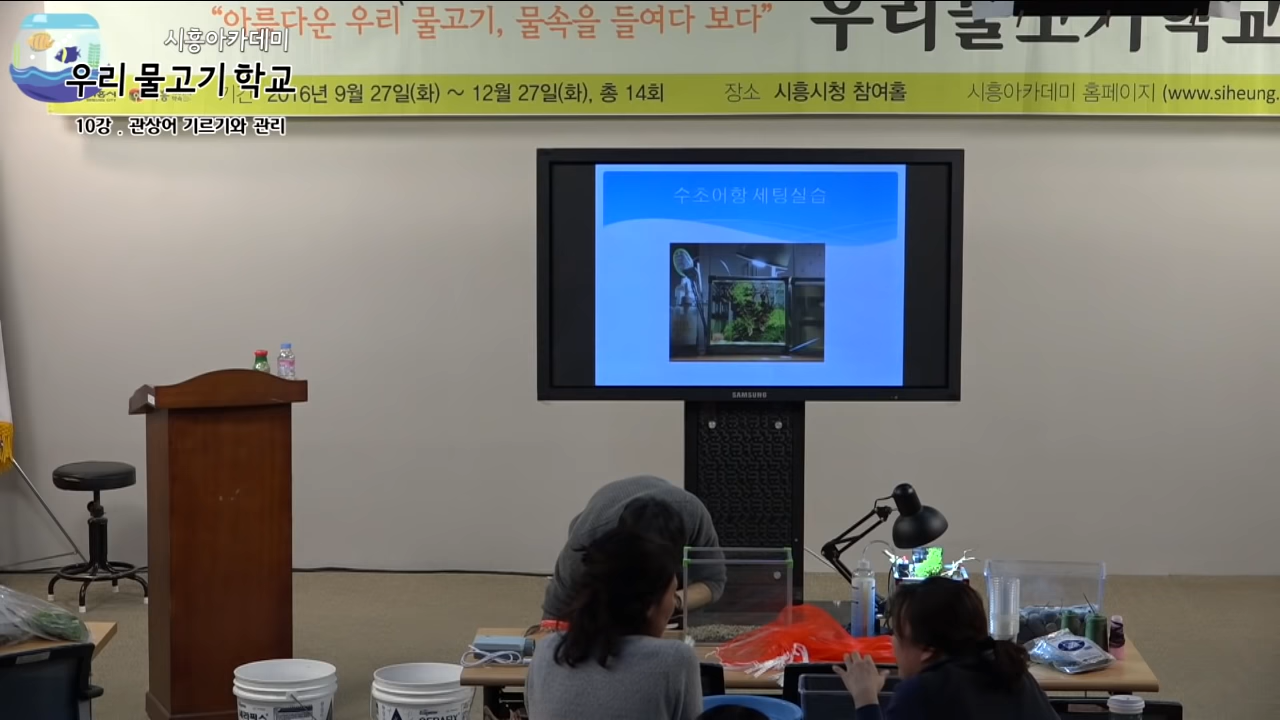 "아름다운 우리 물고기, 물속을 들여다 보다"
우리물고기학교
시흥아카데미
우리 물고기 학교
기간 2016년 9월 27일(화) ~ 12월 27일(화), 총 14회
장소 시흥시청 참여홀
시흥아카데미 홈페이지 (www.siheung.
10강 . 관상어 기르기와 관리
수초어항 세팅실습
SAMSUNG